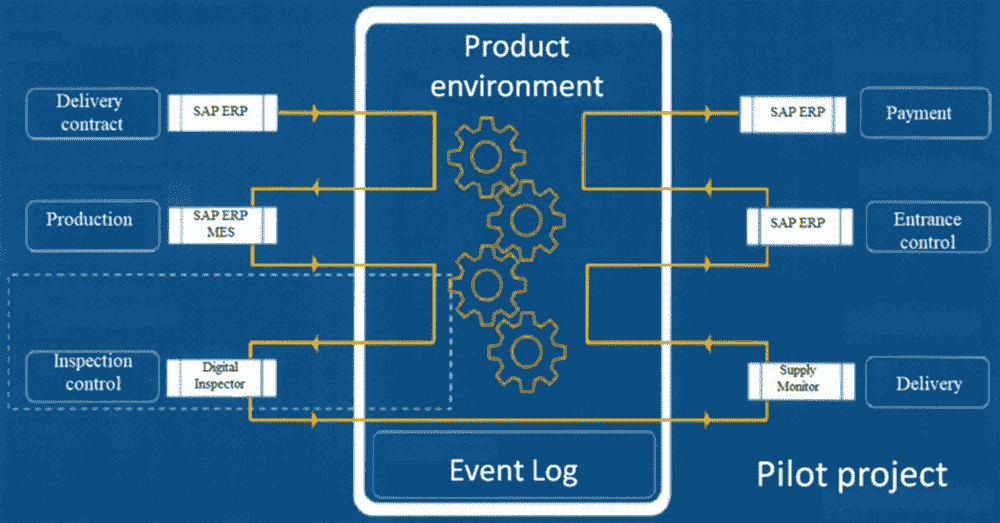 Product
environment
Delivery
contract
SAP ERP
SAP ERP
Payment
Production
SAP ERP
MES
SAP ERP
Entrance
control
Inspection
control
Digital
Inspector
Supply
Monitor
Delivery
Event Log
Pilot project